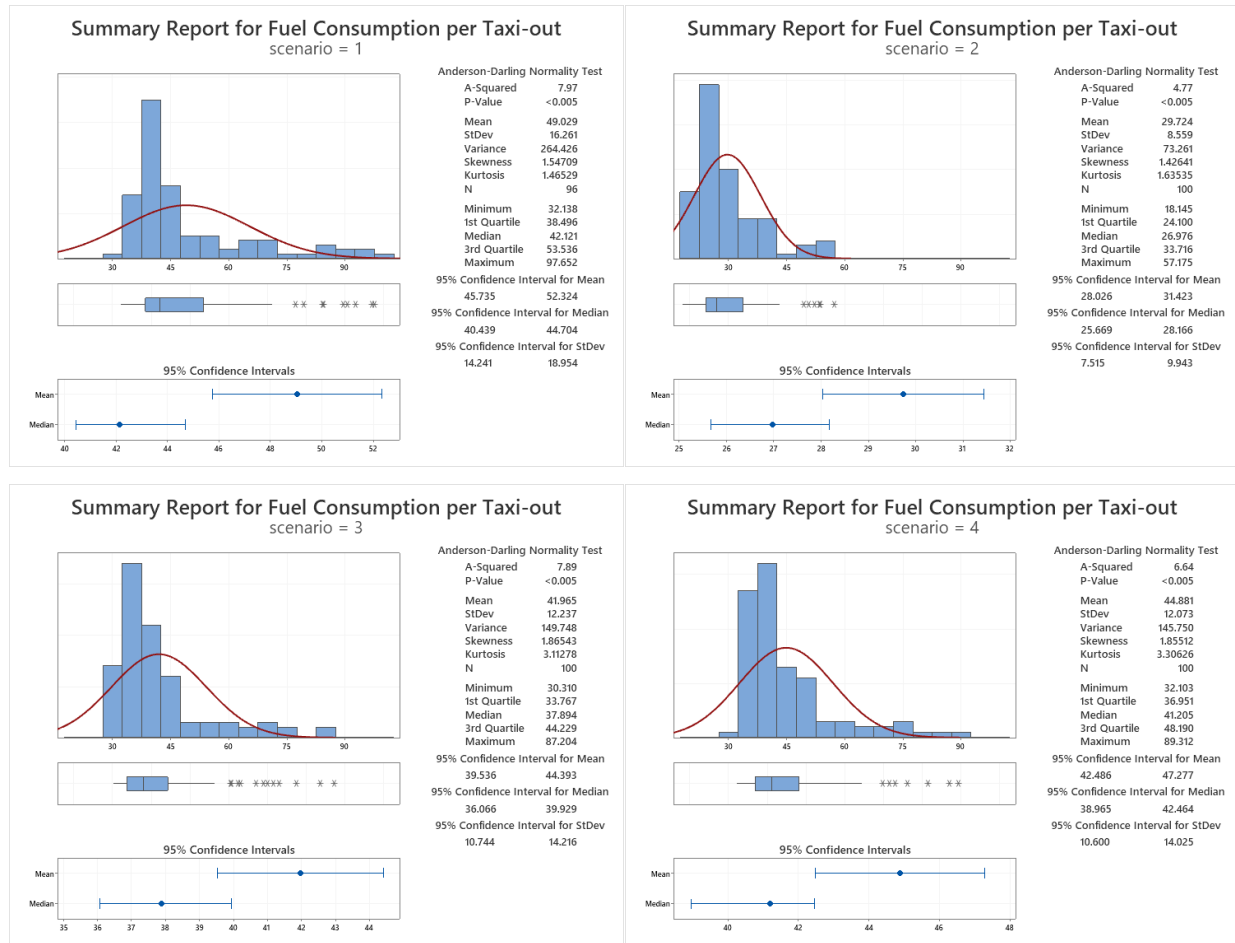 Summary Report for Fuel Consumption per Taxi-out
scenario = 1
Anderson-Darling Normality Test
A-Squared 7.97
P-Value <0.005
Mean 49.029
StDev 16.261
Variance 264.426
Skewness 1.54709
Kurtosis 1.46529
N 96
Minimum 32.138
1st Quartile 38.496
Median 42.121
3rd Quartile 53.536
Maximum 97.652
95% Confidence Interval for Mean
45.735 52.324
95% Confidence Interval for Median
40.439 44.704
95% Confidence Interval for StDev
14.241 18.954
30 45 60 75 90
95% Confidence Intervals
Mean
Median
40 42 44 46 48 50 52
Summary Report for Fuel Consumption per Taxi-out
scenario = 2
Anderson-Darling Normality Test
A-Squared 4.77
P-Value <0.005
Mean 29.724
StDev 8.559
Variance 73.261
Skewness 1.42641
Kurtosis 1.63535
N 100
Minimum 18.145
1st Quartile 24.100
Median 26.976
3rd Quartile 33.716
Maximum 57.175
95% Confidence Interval for Mean
28.026 31.423
95% Confidence Interval for Median
25.669 28.166
95% Confidence Interval for StDev
7.515 9.943
30 45 60 75 90
95% Confidence Intervals
Mean
Median
25 26 27 28 29 30 31 32
Summary Report for Fuel Consumption per Taxi-out
scenario = 3
Anderson-Darling Normality Test
A-Squared 7.89
P-Value <0.005
Mean 41.965
StDev 12.237
Variance 149.748
Skewness 1.86543
Kurtosis 3.11278
N 100
Minimum 30.310
1st Quartile 33.767
Median 37.894
3rd Quartile 44.229
Maximum 87.204
95% Confidence Interval for Mean
39.536 44.393
95% Confidence Interval for Median
36.066 39.929
95% Confidence Interval for StDev
10.744 14.216
30 45 60 75 90
95% Confidence Intervals
Mean
Median
35 36 37 38 39 40 41 42 43 44
Summary Report for Fuel Consumption per Taxi-out
scenario = 4
Anderson-Darling Normality Test
A-Squared 6.64
P-Value <0.005
Mean 44.881
StDev 12.073
Variance 145.750
Skewness 1.85512
Kurtosis 3.30626
N 100
Minimum 32.103
1st Quartile 36.951
Median 41.205
3rd Quartile 48.190
Maximum 89.312
95% Confidence Interval for Mean
42.486 47.277
95% Confidence Interval for Median
38.965 42.464
95% Confidence Interval for StDev
10.600 14.025
30 45 60 75 90
95% Confidence Intervals
Mean
Median
40 42 44 46 48